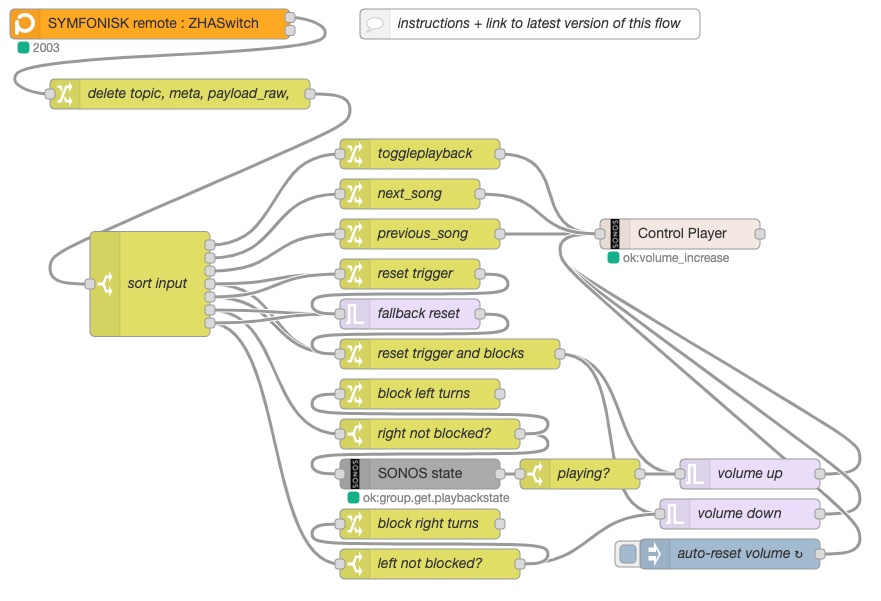 SYMFONISK remote : ZHASwitch
instructions + link to latest version of this flow
2003
delete topic, meta, payload_raw,
toggleplayback
next_song
previous_song
SONOS
Control Player
ok:volume_increase
sort input
reset trigger
fallback reset
reset trigger and blocks
block left turns
right not blocked?
SONOS
SONOS state
playing?
volume up
ok:group.get.playbackstate
volume down
block right turns
auto-reset volume ↻
left not blocked?